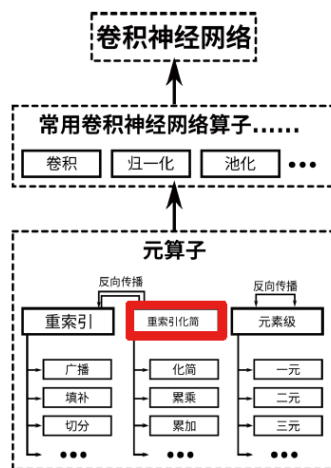 卷积神经网络
常用卷积神经网络算子......
卷积 归一化 池化 •••
元算子
反向传播 反向传播
重索引 重索引化简 元素级
广播 化简 一元
填补 累乘 二元
切分 累加 三元
••• ••• •••